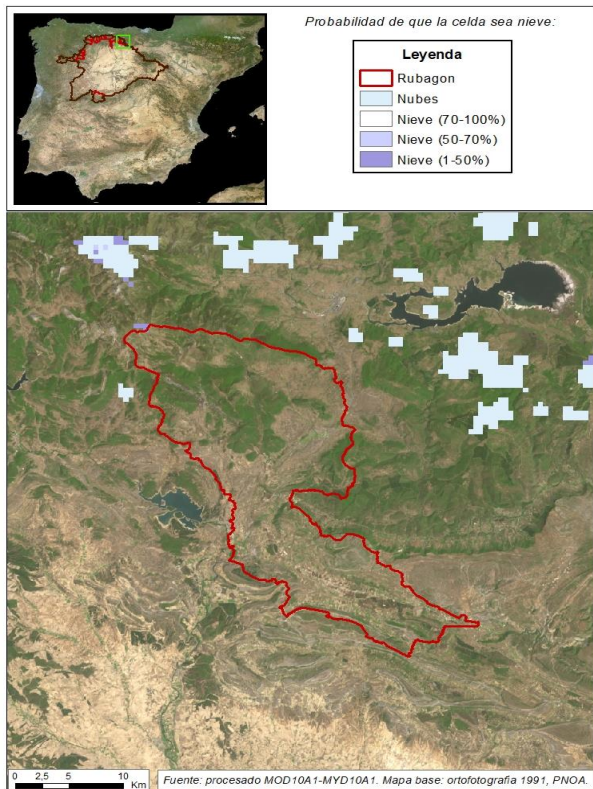 Probabilidad de que la celda sea nieve:
Leyenda
Rubagon
Nubes
Nieve (70-100%)
Nieve (50-70%)
Nieve (1-50%)
0 2,5 5 10
Km
Fuente: procesado MOD10A1-MYD10A1. Mapa base: ortofotografia 1991, PNOA.